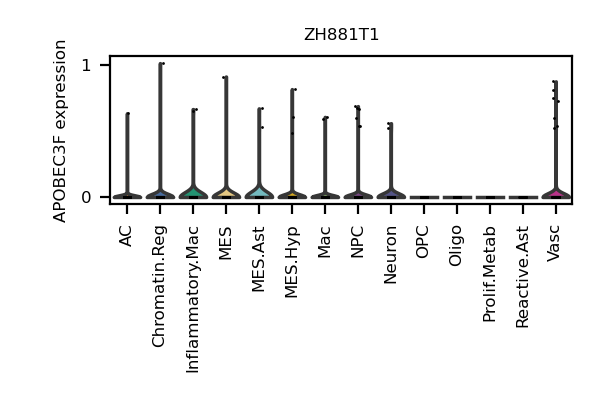 ZH881T1
APOBEC3F expression
1
0
AC
Chromatin.Reg
Inflammatory.Mac
MES
MES.Ast
MES.Hyp
Mac
NPC
Neuron
OPC
Oligo
Prolif.Metab
Reactive.Ast
Vasc